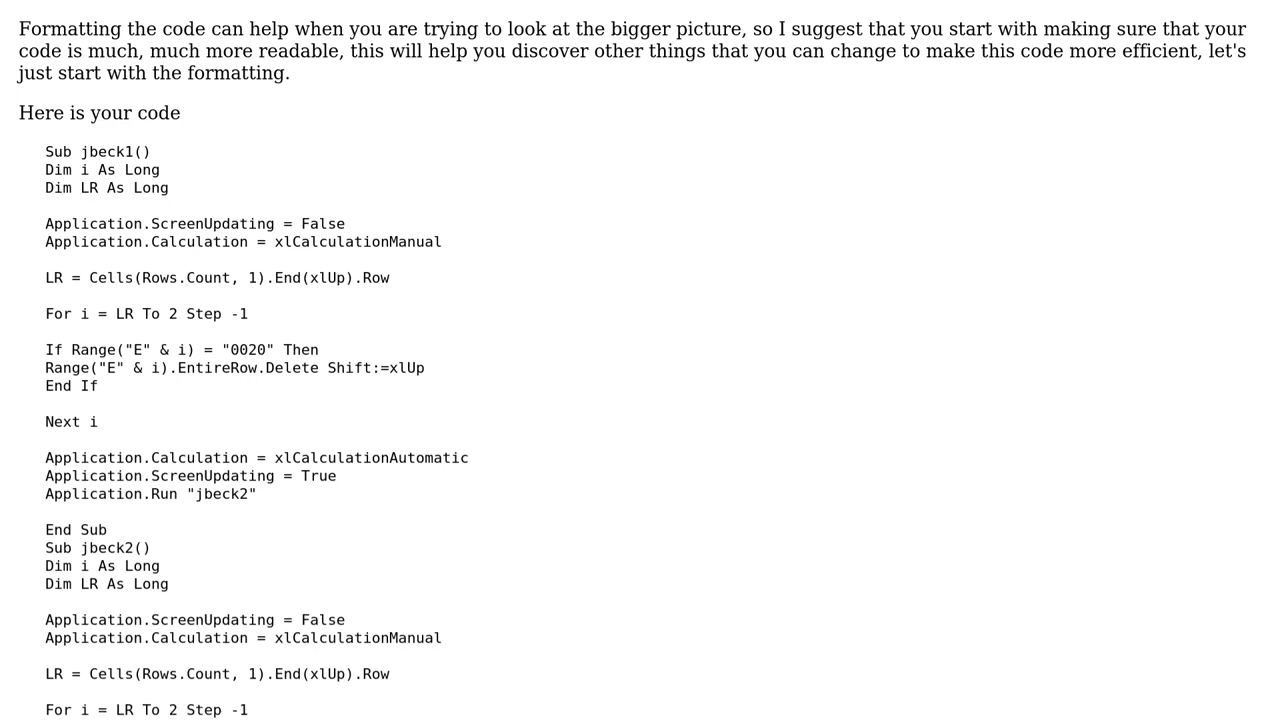 Formatting the code can help when you are trying to look at the bigger picture, so I suggest that you start with making sure that your
code is much, much more readable, this will help you discover other things that you can change to make this code more efficient, let's
just start with the formatting.
Here is your code
Sub jbeck1()
Dim i As Long
Dim LR As Long
Application.ScreenUpdating = False
Application.Calculation = xlCalculationManual
LR = Cells(Rows.Count, 1).End(xlUp).Row
For i = LR To 2 Step -1
If Range("E" & i) = "0020" Then
Range("E" & i).EntireRow.Delete Shift:=xlUp
End If
Next i
Application.Calculation = xlCalculationAutomatic
Application.ScreenUpdating = True
Application.Run "jbeck2"
End Sub
Sub jbeck2()
Dim i As Long
Dim LR As Long
Application.ScreenUpdating = False
Application.Calculation = xlCalculationManual
LR = Cells(Rows.Count, 1).End(xlUp).Row
For i = LR To 2 Step -1